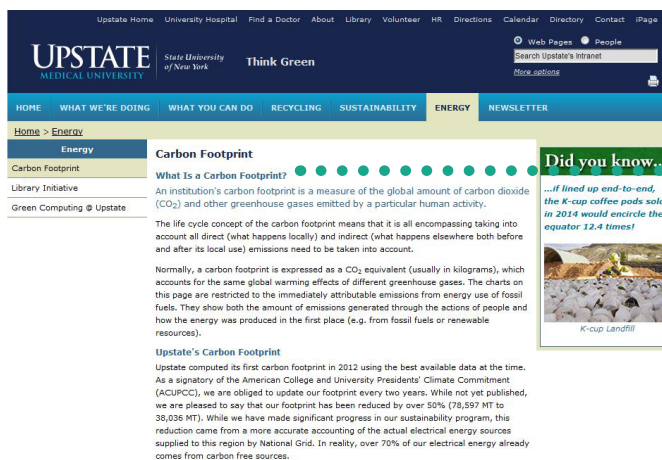 Upstate Home University Hospital Find a Doctor About Library Volunteer HR Directions Calendar Directory Contact iPage
Web Pages People
UPSTATE
MEDICAL UNIVERSITY
State University
of New York
Think Green
Search Upstate's Intranet
More options
HOME WHAT WE'RE DOING WHAT YOU CAN DO RECYCLING SUSTAINABILITY ENERGY NEWSLETTER
Home > Energy
Energy
Carbon Footprint
Library Initiative
Green Computing @ Upstate
Carbon Footprint
What Is a Carbon Footprint?
An institution's carbon footprint is a measure of the global amount of carbon dioxide
(CO2) and other greenhouse gases emitted by a particular human activity.
The life cycle concept of the carbon footprint means that it is all encompassing taking into
account all direct (what happens locally) and indirect (what happens elsewhere both before
and after its local use) emissions need to be taken into account.
Normally, a carbon footprint is expressed as a CO2 equivalent (usually in kilograms), which
accounts for the same global warming effects of different greenhouse gases. The charts on
this page are restricted to the immediately attributable emissions from energy use of fossil
fuels. They show both the amount of emissions generated through the actions of people and
how the energy was produced in the first place (e.g. from fossil fuels or renewable
resources).
Upstate's Carbon Footprint
Upstate computed its first carbon footprint in 2012 using the best available data at the time.
As a signatory of the American College and University Presidents' Climate Commitment
(ACUPCC), we are obliged to update our footprint every two years. While not yet published,
we are pleased to say that our footprint has been reduced by over 50% (78,597 MT to
38,036 MT). While we have made significant progress in our sustainability program, this
reduction came from a more accurate accounting of the actual electrical energy sources
supplied to this region by National Grid. In reality, over 70% of our electrical energy already
comes from carbon free sources.
Did you know..
...if lined up end-to-end,
the K-cup coffee pods sold
in 2014 would encircle the
equator 12.4 times!
K-cup Landfill